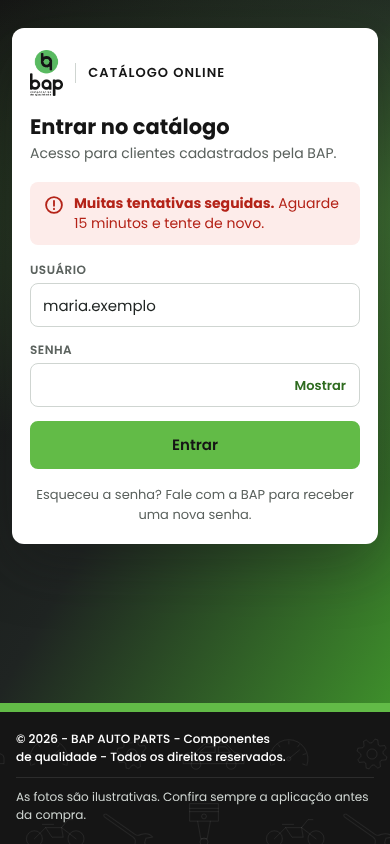 bap
CATÁLOGO ONLINE
Entrar no catálogo
Acesso para clientes cadastrados pela BAP.
Muitas tentativas seguidas. Aguarde
15 minutos e tente de novo.
USUÁRIO
maria.exemplo
SENHA
Mostrar
Entrar
Esqueceu a senha? Fale com a BAP para receber
uma nova senha.
© 2026 - BAP AUTO PARTS - Componentes
de qualidade - Todos os direitos reservados.
As fotos são ilustrativas. Confira sempre a aplicação antes
da compra.